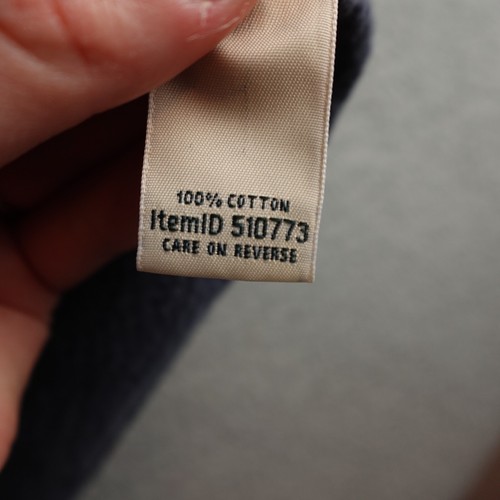 100% COTTON
ItemID 510773
CARE ON REVERSE